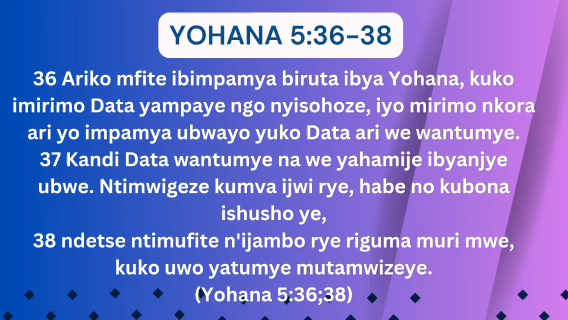 YOHANA 5:36-38
36 Ariko mfite ibimpamya biruta ibya Yohana, kuko
imirimo Data yampaye ngo nyisohoze, iyo mirimo nkora
ari yo impamya ubwayo yuko Data ari we wantumye.
37 Kandi Data wantumye na we yahamije ibyanjye
ubwe. Ntimwigeze kumva ijwi rye, habe no kubona
ishusho ye,
38 ndetse ntimufite n'ijambo rye riguma muri mwe,
kuko uwo yatumye mutamwizeye.
(Yohana 5:36;38)